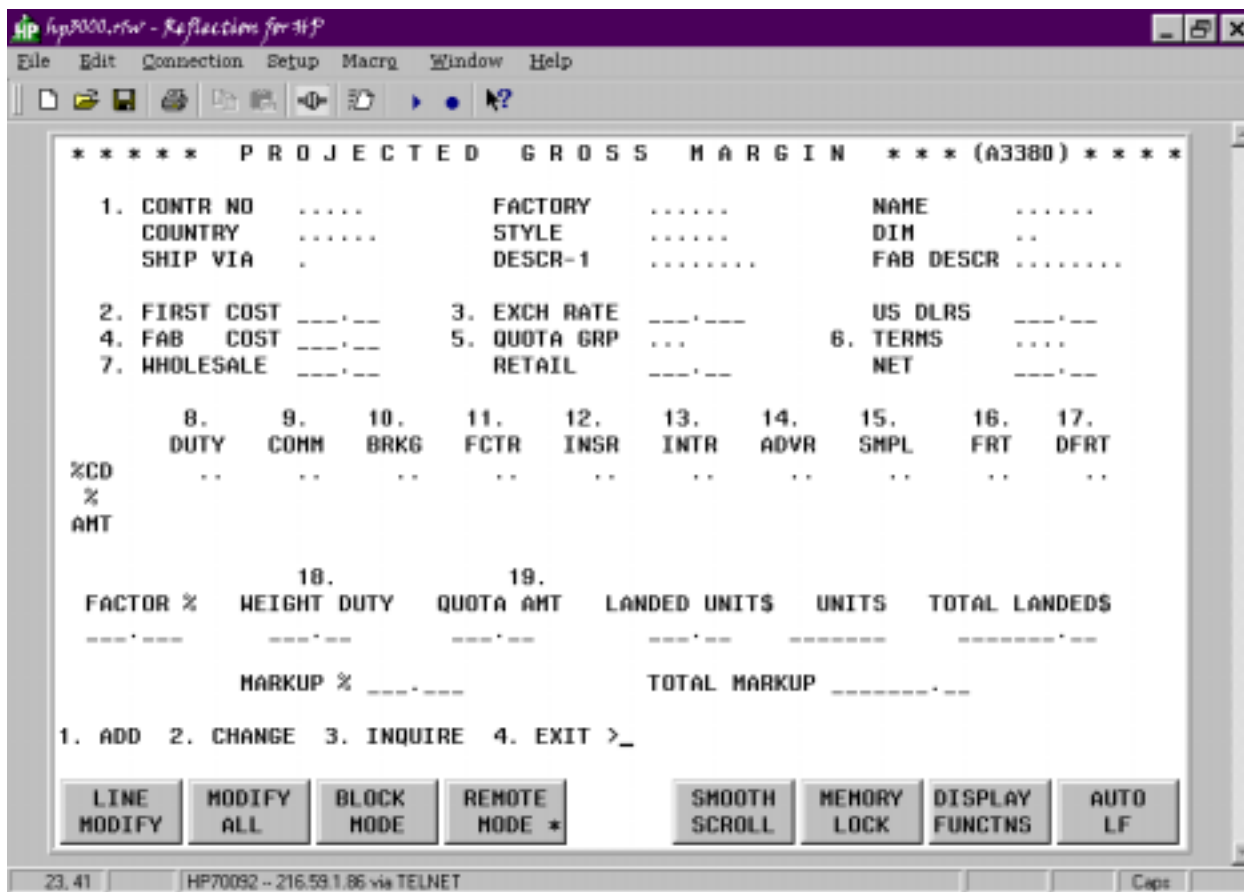 hp3000.rfw - Reflection for HP
File Edit Connection Setup Macro Window Help
* * * * * P R O J E C T E D G R O S S M A R G I N * * * (A3380) * * * *
1. CONTR NO ..... FACTORY ...... NAME ......
COUNTRY ...... STYLE ...... DIM ..
SHIP VIA . DESCR-1 ........ FAB DESCR ........
2. FIRST COST ___.__ 3. EXCH RATE ___.___ US DLRS ___.__
4. FAB COST ___.__ 5. QUOTA GRP ... 6. TERMS ....
7. WHOLESALE ___.__ RETAIL ___.__ NET ___.__
8. 9. 10. 11. 12. 13. 14. 15. 16. 17.
DUTY COMM BRKG FCTR INSR INTR ADVR SMPL FRT DFRT
%CD .. .. .. .. .. .. .. .. .. ..
%
AMT
18. 19.
FACTOR % WEIGHT DUTY QUOTA AMT LANDED UNIT$ UNITS TOTAL LANDED$
___.___ ___.__ ___.__ ___.__ _______ _______.__
MARKUP % ___.___ TOTAL MARKUP _______.__
1. ADD 2. CHANGE 3. INQUIRE 4. EXIT >_
LINE MODIFY BLOCK REMOTE SMOOTH MEMORY DISPLAY AUTO
MODIFY ALL MODE MODE * SCROLL LOCK FUNCTNS LF
23, 41 HP70092 -- 216.59.1.86 via TELNET Caps